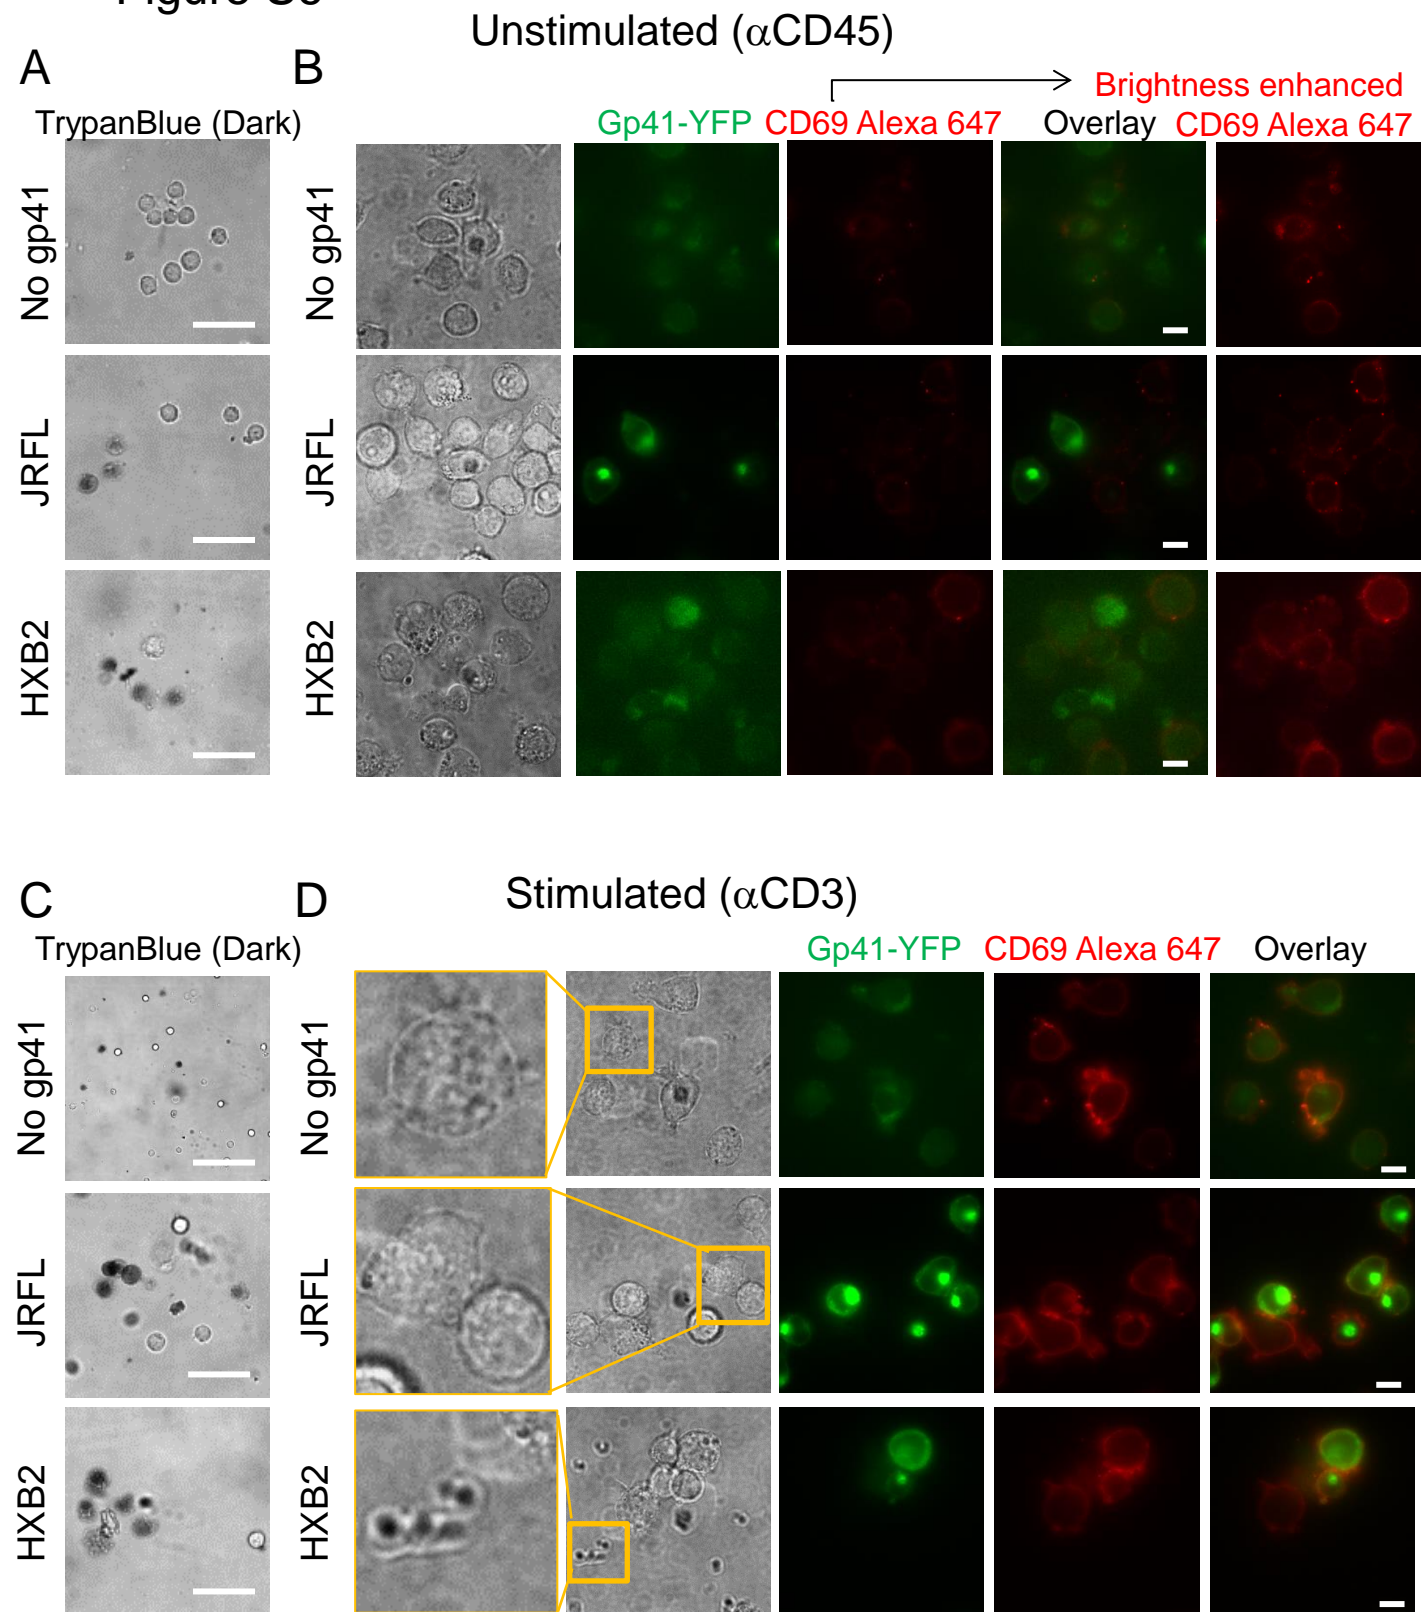 Unstimulated (αCD45)
A
B
Brightness enhanced
TrypanBlue (Dark)
Gp41-YFP
CD69 Alexa 647
Overlay
CD69 Alexa 647
No gp41
No gp41
JRFL
JRFL
HXB2
HXB2
C
D
Stimulated (αCD3)
TrypanBlue (Dark)
Gp41-YFP
CD69 Alexa 647
Overlay
No gp41
No gp41
JRFL
JRFL
HXB2
HXB2